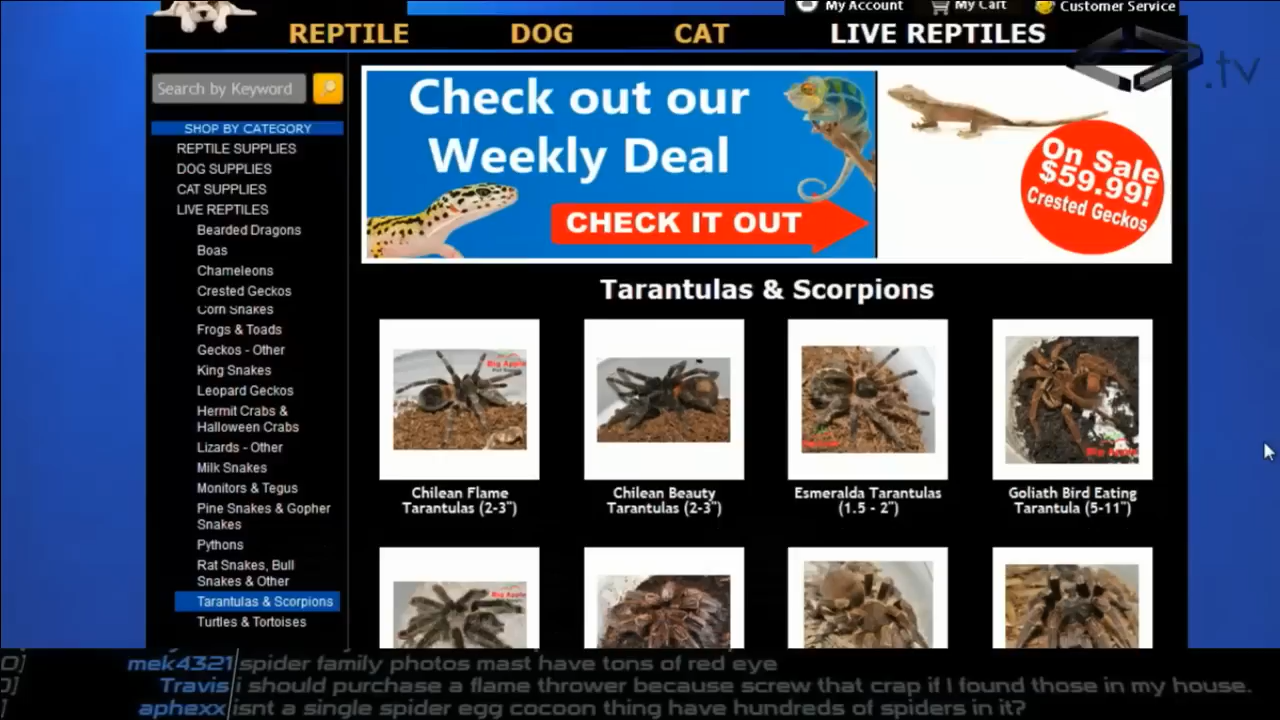 My Account
My Cart
Customer Service
REPTILE
DOG
CAT
LIVE REPTILES
.tv
Search by Keyword
SHOP BY CATEGORY
REPTILE SUPPLIES
DOG SUPPLIES
CAT SUPPLIES
LIVE REPTILES
Bearded Dragons
Boas
Chameleons
Crested Geckos
Corn Snakes
Frogs & Toads
Geckos - Other
King Snakes
Leopard Geckos
Hermit Crabs &
Halloween Crabs
Lizards - Other
Milk Snakes
Monitors & Tegus
Pine Snakes & Gopher
Snakes
Pythons
Rat Snakes, Bull
Snakes & Other
Tarantulas & Scorpions
Turtles & Tortoises
Check out our
Weekly Deal
CHECK IT OUT
On Sale
$59.99!
Crested Geckos
Tarantulas & Scorpions
Big Apple
Big Apple
Chilean Flame
Tarantulas (2-3")
Chilean Beauty
Tarantulas (2-3")
Esmeralda Tarantulas
(1.5 - 2")
Goliath Bird Eating
Tarantula (5-11")
Big Apple
mek4321 spider family photos mast have tons of red eye
Travis i should purchase a flame thrower because screw that crap if I found those in my house.
aphexx isnt a single spider egg cocoon thing have hundreds of spiders in it?